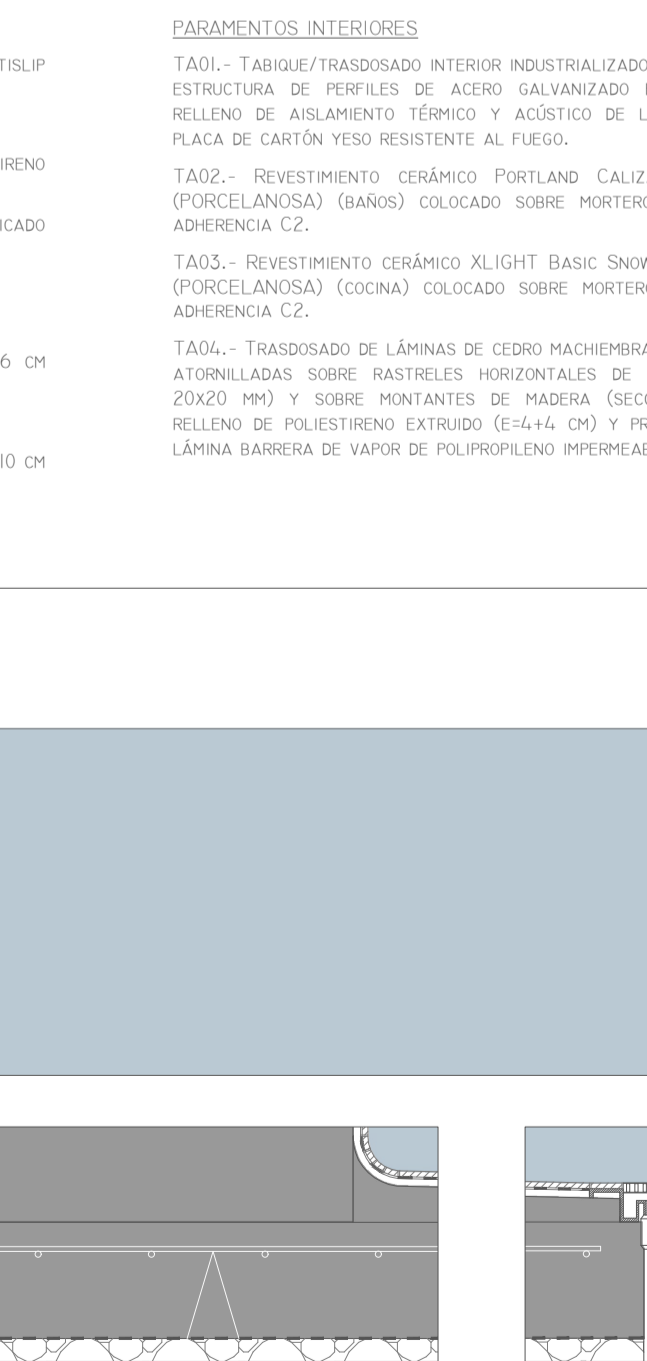 TISLIP
IRENO
ICADO
6 CM
10 CM
PARAMENTOS INTERIORES
TA01.- TABIQUE/TRASDOSADO INTERIOR INDUSTRIALIZADO
ESTRUCTURA DE PERFILES DE ACERO GALVANIZADO
RELLENO DE AISLAMIENTO TÉRMICO Y ACÚSTICO DE L
PLACA DE CARTÓN YESO RESISTENTE AL FUEGO.
TA02.- REVESTIMIENTO CERÁMICO PORTLAND CALIZ
(PORCELANOSA) (BAÑOS) COLOCADO SOBRE MORTERO
ADHERENCIA C2.
TA03.- REVESTIMIENTO CERÁMICO XLIGHT BASIC SNOW
(PORCELANOSA) (COCINA) COLOCADO SOBRE MORTERO
ADHERENCIA C2.
TA04.- TRASDOSADO DE LÁMINAS DE CEDRO MACHIEMBRA
ATORNILLADAS SOBRE RASTRELES HORIZONTALES DE
20X20 MM) Y SOBRE MONTANTES DE MADERA (SECC
RELLENO DE POLIESTIRENO EXTRUIDO (E=4+4 CM) Y PR
LÁMINA BARRERA DE VAPOR DE POLIPROPILENO IMPERMEAB